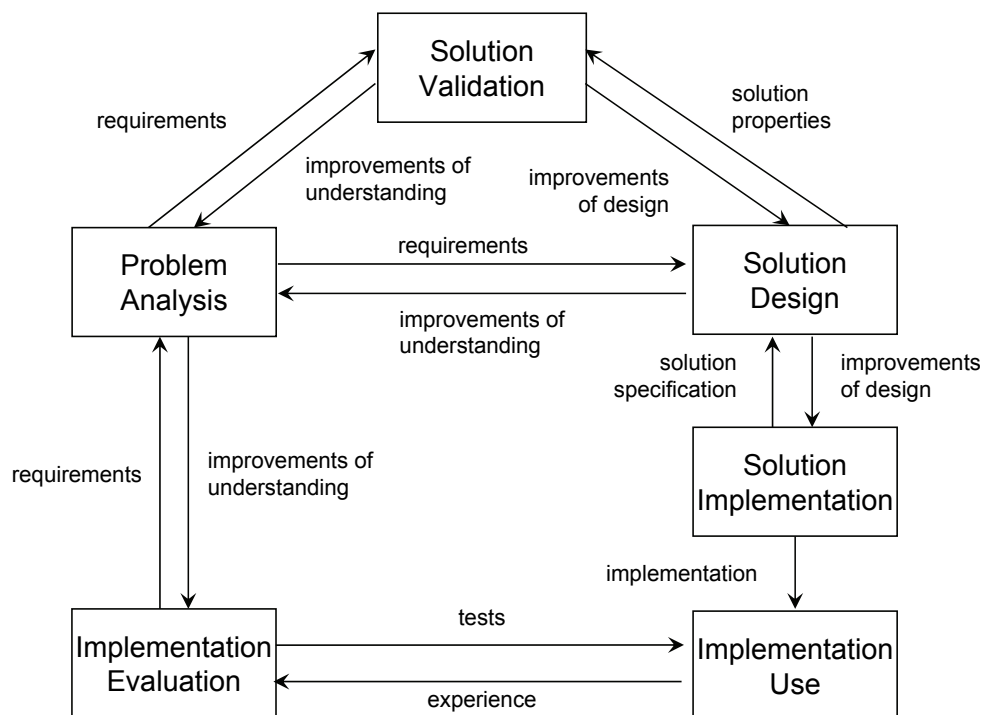 Solution
Validation
requirements
solution
properties
improvements of
understanding
improvements
of design
Problem
Analysis
requirements
Solution
Design
improvements of
understanding
solution
specification
improvements
of design
requirements
improvements of
understanding
Solution
Implementation
implementation
Implementation
Evaluation
tests
Implementation
Use
experience